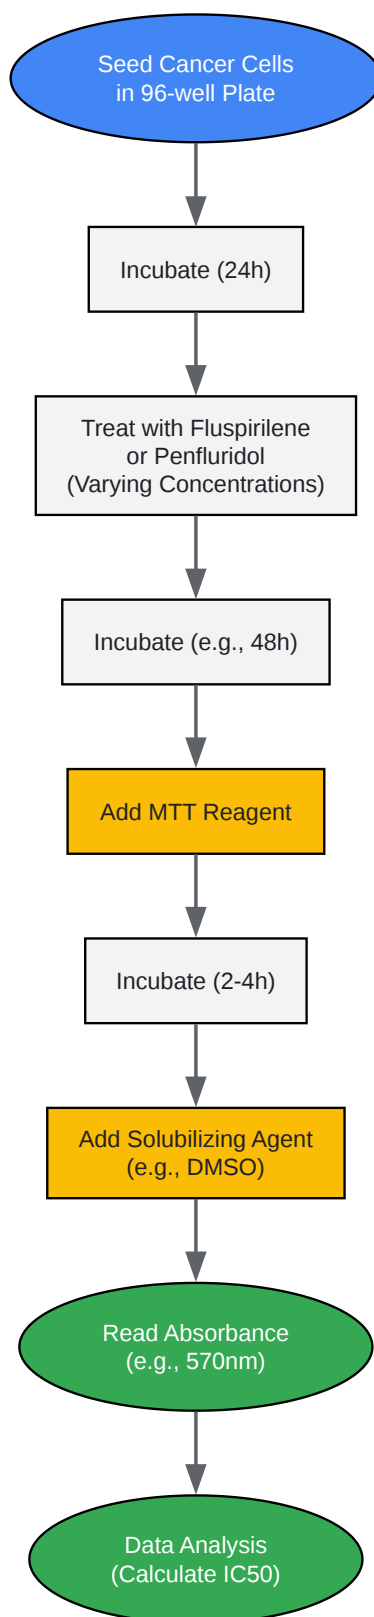 Seed Cancer Cells
in 96-well Plate
Incubate (24h)
Treat with Fluspirilene
or Penfluridol
(Varying Concentrations)
Incubate (e.g., 48h)
Add MTT Reagent
Incubate (2-4h)
Add Solubilizing Agent
(e.g., DMSO)
Read Absorbance
(e.g., 570nm)
Data Analysis
(Calculate IC50)